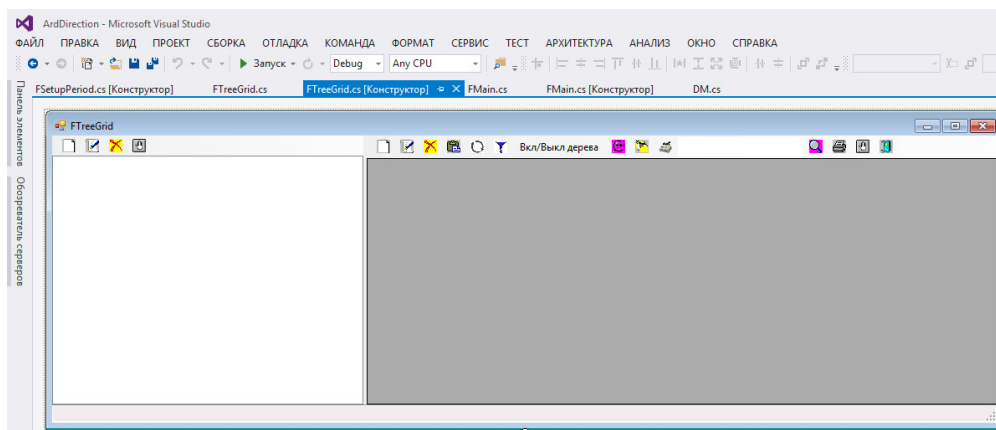 ArdDirection - Microsoft Visual Studio
ФАЙЛ ПРАВКА ВИД ПРОЕКТ СБОРКА ОТЛАДКА КОМАНДА ФОРМАТ СЕРВИС ТЕСТ АРХИТЕКТУРА АНАЛИЗ ОКНО СПРАВКА
Запуск Debug Any CPU
FSetupPeriod.cs [Конструктор] FTreeGrid.cs FTreeGrid.cs [Конструктор] FMain.cs FMain.cs [Конструктор] DM.cs
Панель элементов
Обозреватель серверов
FTreeGrid
Вкл/Выкл дерева